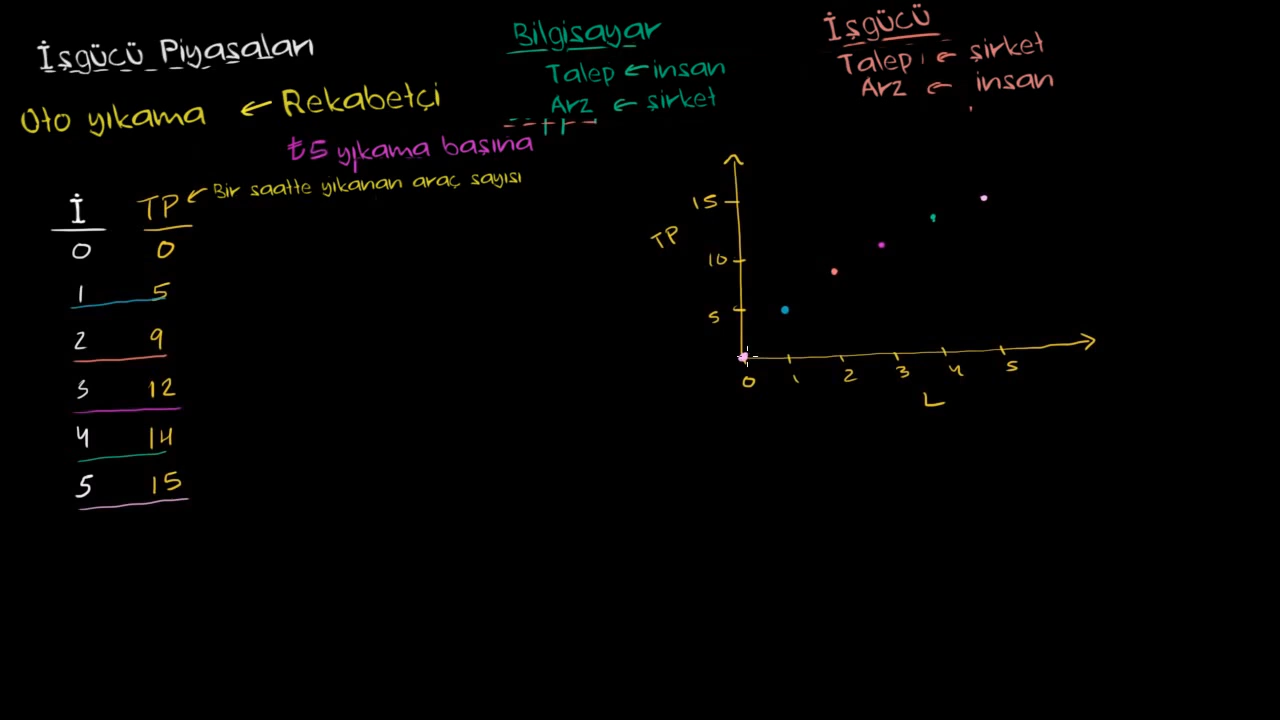 İşgücü Piyasaları
Oto yıkama ← Rekabetçi
₺5 yıkama başına
Bilgisayar
Talep ← insan
Arz ← şirket
İşgücü
Talep ← şirket
Arz ← insan
İ TP ← Bir saatte yıkanan araç sayısı
0 0
1 5
2 9
3 12
4 14
5 15
TP
15
10
5
0 1 2 3 4 5
L